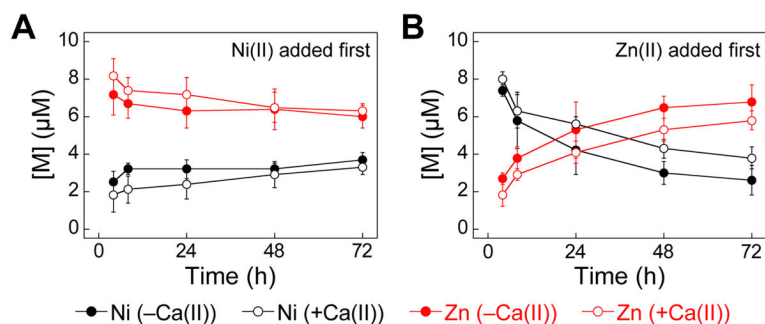 A
B
Ni(II) added first
Zn(II) added first
[M] (μM)
10
8
6
4
2
0
0 24 48 72
Time (h)
[M] (μM)
10
8
6
4
2
0
0 24 48 72
Time (h)
Ni (–Ca(II)) Ni (+Ca(II)) Zn (–Ca(II)) Zn (+Ca(II))